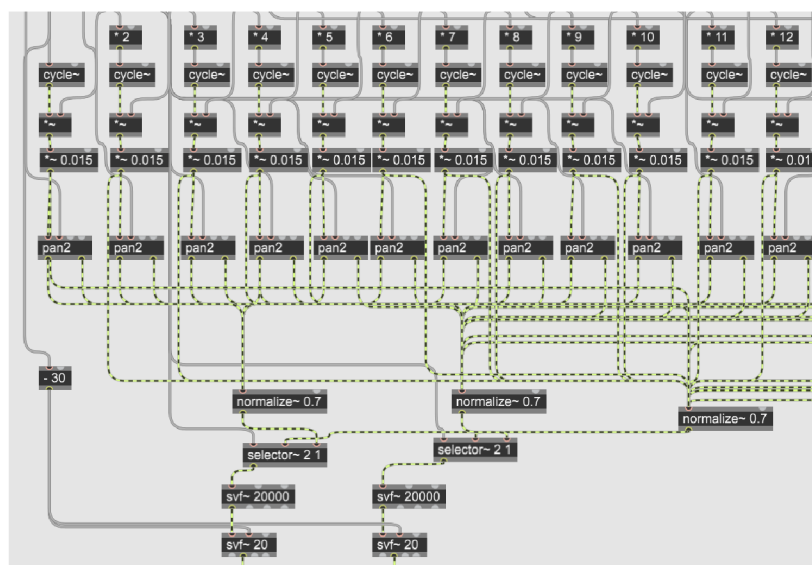 * 2 * 3 * 4 * 5 * 6 * 7 * 8 * 9 * 10 * 11 * 12
cycle~ cycle~ cycle~ cycle~ cycle~ cycle~ cycle~ cycle~ cycle~ cycle~ cycle~ cycle~
*~ *~ *~ *~ *~ *~ *~ *~ *~ *~ *~ *~
*~ 0.015 *~ 0.015 *~ 0.015 *~ 0.015 *~ 0.015 *~ 0.015 *~ 0.015 *~ 0.015 *~ 0.015 *~ 0.015 *~ 0.015 *~ 0.01
pan2 pan2 pan2 pan2 pan2 pan2 pan2 pan2 pan2 pan2 pan2 pan2
- 30
normalize~ 0.7 normalize~ 0.7
normalize~ 0.7
selector~ 2 1 selector~ 2 1
svf~ 20000 svf~ 20000
svf~ 20 svf~ 20